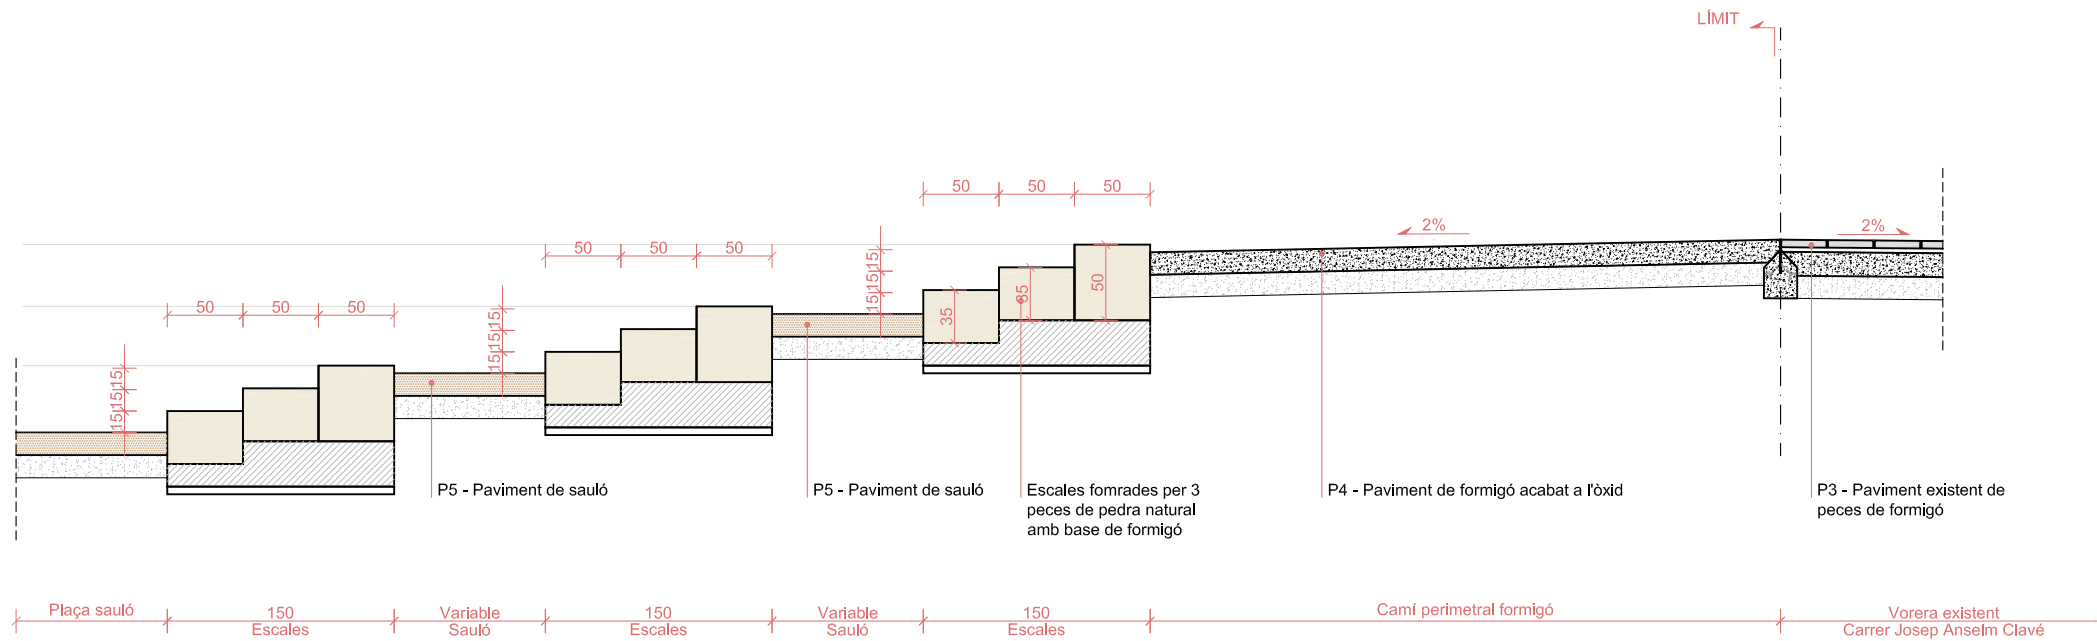 LÍMIT
50 50 50
2%
2%
50 50 50
15 15 15
35
35
50
50 50 50
15 15 15
15 15 15
P5 - Paviment de sauló
P5 - Paviment de sauló
Escales fomrades per 3
peces de pedra natural
amb base de formigó
P4 - Paviment de formigó acabat a l'òxid
P3 - Paviment existent de
peces de formigó
Plaça sauló
150
Escales
Variable
Sauló
150
Escales
Variable
Sauló
150
Escales
Camí perimetral formigó
Vorera existent
Carrer Josep Anselm Clavé